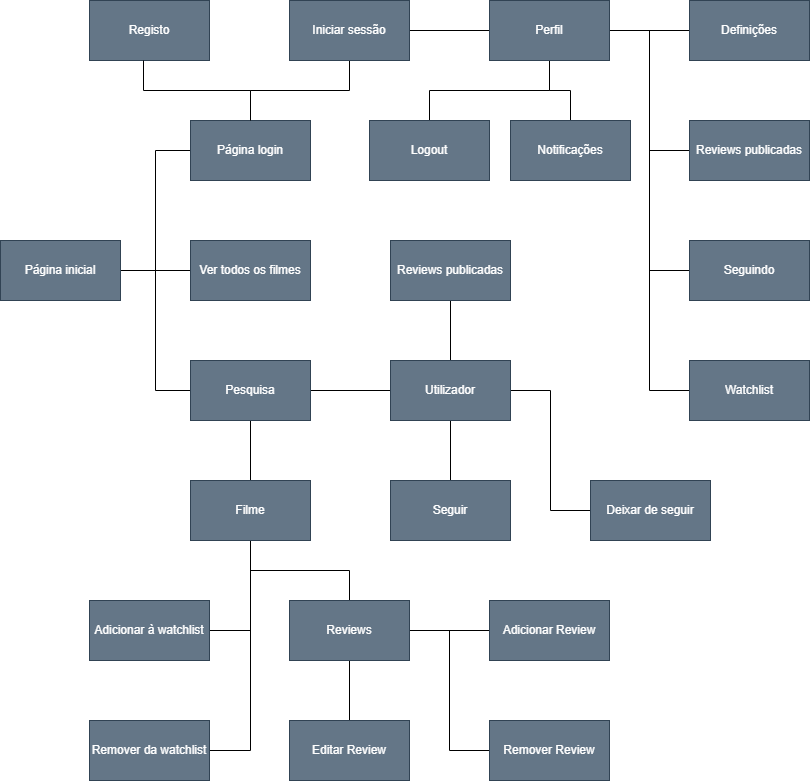 Registo
Iniciar sessão
Perfil
Definições
Página login
Logout
Notificações
Reviews publicadas
Página inicial
Ver todos os filmes
Reviews publicadas
Seguindo
Pesquisa
Utilizador
Watchlist
Filme
Seguir
Deixar de seguir
Adicionar à watchlist
Reviews
Adicionar Review
Remover da watchlist
Editar Review
Remover Review